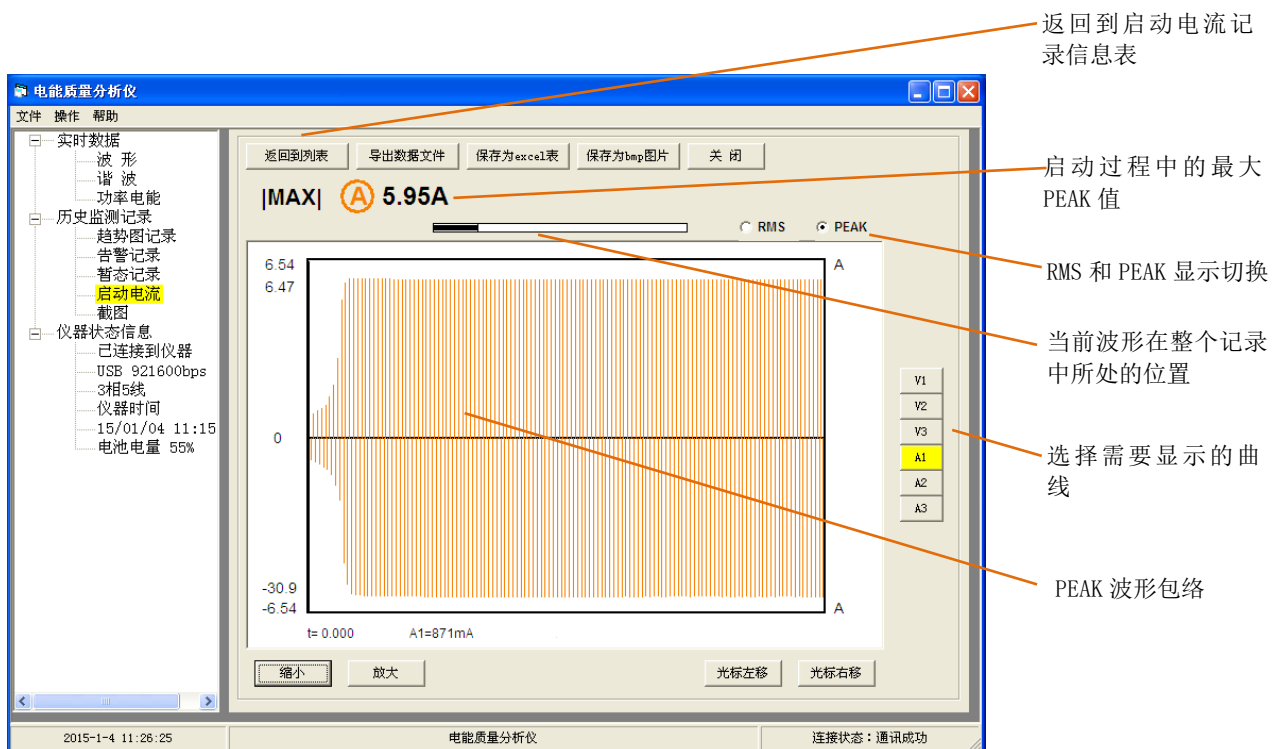 返回到启动电流记
录信息表
电能质量分析仪
文件 操作 帮助
实时数据
波 形
谐 波
功率电能
历史监测记录
趋势图记录
告警记录
暂态记录
启动电流
截图
仪器状态信息
已连接到仪器
USB 921600bps
3相5线
仪器时间
15/01/04 11:15
电池电量 55%
返回到列表 导出数据文件 保存为excel表 保存为bmp图片 关 闭
|MAX| A 5.95A
RMS PEAK
6.54 A
6.47
0
-30.9
-6.54 A
t= 0.000 A1=871mA
V1
V2
V3
A1
A2
A3
缩小 放大 光标左移 光标右移
启动过程中的最大
PEAK 值
RMS 和 PEAK 显示切换
当前波形在整个记录
中所处的位置
选择需要显示的曲
线
PEAK 波形包络
2015-1-4 11:26:25 电能质量分析仪 连接状态：通讯成功